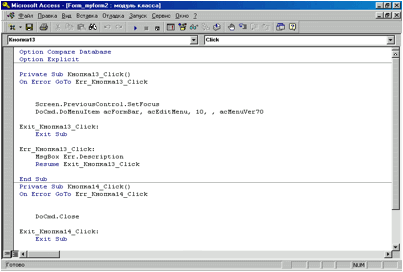 Microsoft Access - [Form_myform2 : модуль класса]
Файл Правка Вид Вставка Отладка Запуск Сервис Окно ?
Кнопка13 Click
Option Compare Database
Option Explicit
Private Sub Кнопка13_Click()
On Error GoTo Err_Кнопка13_Click
Screen.PreviousControl.SetFocus
DoCmd.DoMenuItem acFormBar, acEditMenu, 10, , acMenuVer70
Exit_Кнопка13_Click:
Exit Sub
Err_Кнопка13_Click:
MsgBox Err.Description
Resume Exit_Кнопка13_Click
End Sub
Private Sub Кнопка14_Click()
On Error GoTo Err_Кнопка14_Click
DoCmd.Close
Exit_Кнопка14_Click:
Exit Sub
Готово NUM